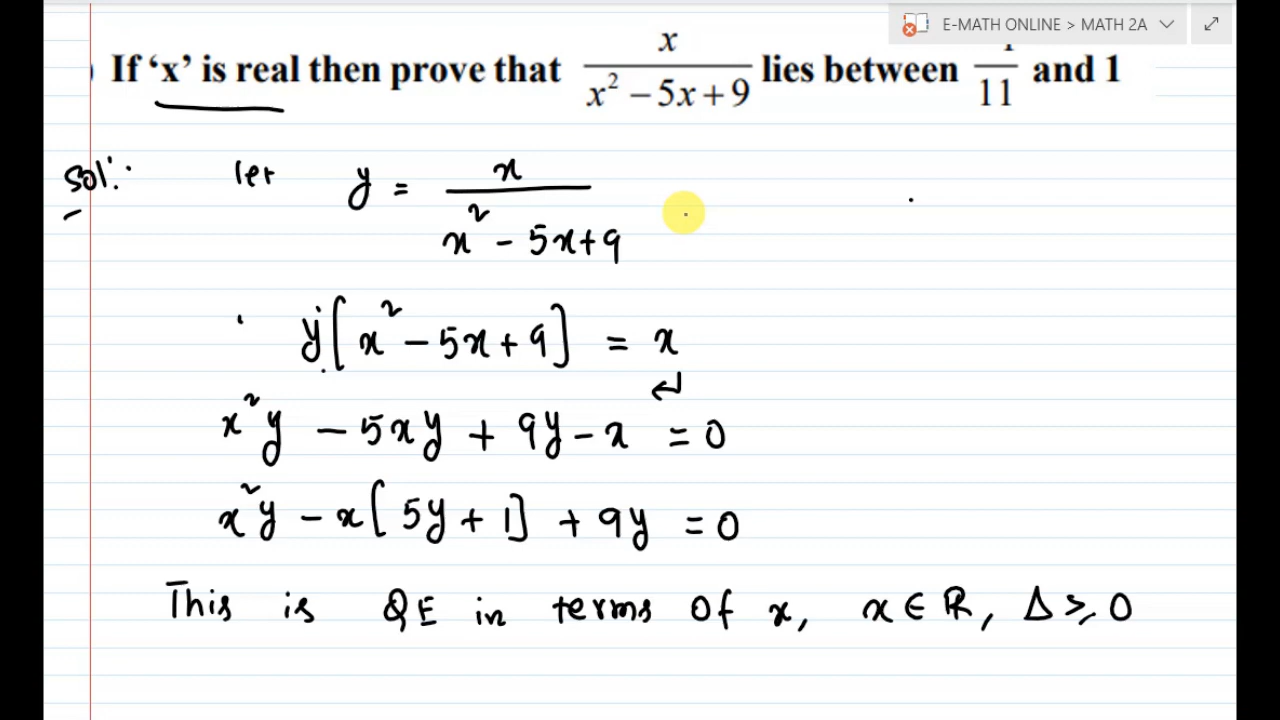 E-MATH ONLINE > MATH 2A
) If ‘x’ is real then prove that x/(x² − 5x + 9) lies between /11 and 1
Sol:· let y = x/(x² - 5x+9)
y[x² - 5x + 9] = x
x²y - 5xy + 9y - x = 0
x²y - x[5y + 1] + 9y = 0
This is QE in terms of x, x ∈ R, Δ ≥ 0